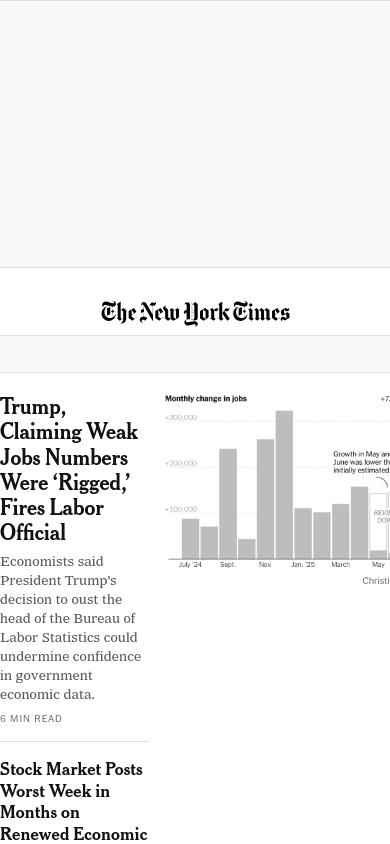 The New York Times
Trump,
Claiming Weak
Jobs Numbers
Were ‘Rigged,’
Fires Labor
Official
Economists said
President Trump’s
decision to oust the
head of the Bureau of
Labor Statistics could
undermine confidence
in government
economic data.
6 MIN READ
Stock Market Posts
Worst Week in
Months on
Renewed Economic
Monthly change in jobs
+300,000
Growth in May and
June was lower th
initially estimated
+200,000
+100,000
July ’24 Sept. Nov. Jan. ’25 March May